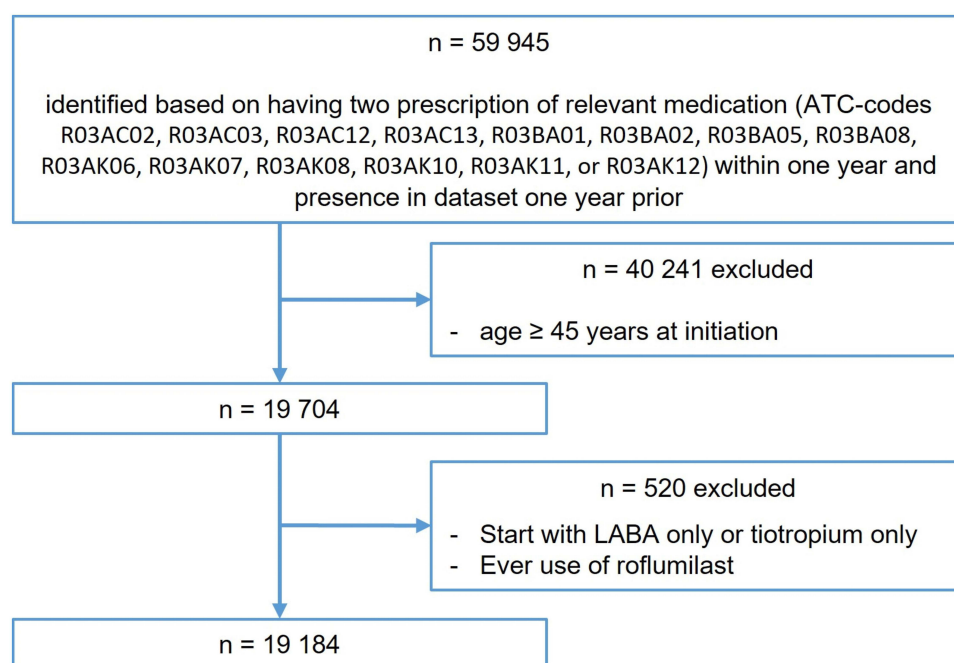 n = 59 945
identified based on having two prescription of relevant medication (ATC-codes
R03AC02, R03AC03, R03AC12, R03AC13, R03BA01, R03BA02, R03BA05, R03BA08,
R03AK06, R03AK07, R03AK08, R03AK10, R03AK11, or R03AK12) within one year and
presence in dataset one year prior
n = 40 241 excluded
- age ≥ 45 years at initiation
n = 19 704
n = 520 excluded
- Start with LABA only or tiotropium only
- Ever use of roflumilast
n = 19 184